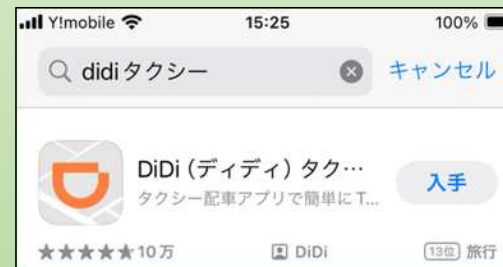 Y!mobile 15:25 100%
didiタクシー キャンセル
DiDi(ディディ)タク… 入手
タクシー配車アプリで簡単にT...
★★★★★10万 DiDi 13位 旅行